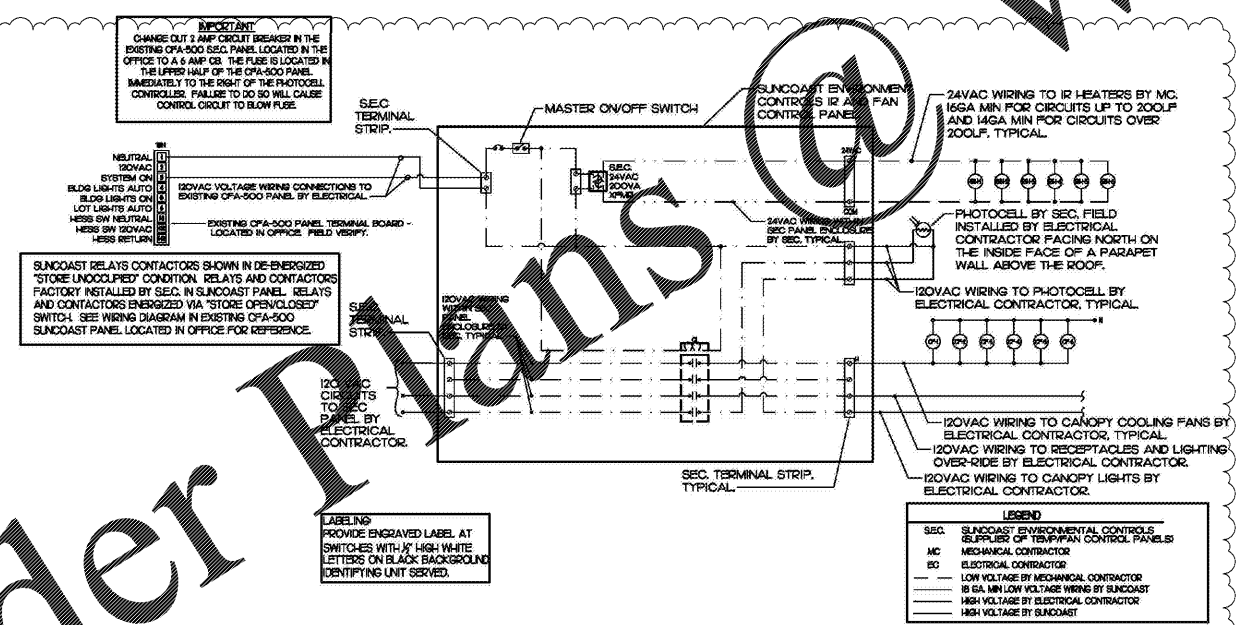 IMPORTANT
CHANGE OUT 2 AMP CIRCUIT BREAKER IN THE
EXISTING CFA-500 S.E.C. PANEL LOCATED IN THE
OFFICE TO A 6 AMP CB. THE FUSE IS LOCATED IN
THE UPPER HALF OF THE CFA-500 PANEL
IMMEDIATELY TO THE RIGHT OF THE PHOTOCELL
CONTROLLER. FAILURE TO DO SO WILL CAUSE
CONTROL CIRCUIT TO BLOW FUSE.
NEUTRAL
120VAC
SYSTEM ON
BLDG LIGHTS AUTO
BLDG LIGHTS ON
LOT LIGHTS AUTO
HESS SW NEUTRAL
HESS SW 120VAC
HESS RETURN
120VAC VOLTAGE WIRING CONNECTIONS TO
EXISTING CFA-500 PANEL BY ELECTRICAL
EXISTING CFA-500 PANEL TERMINAL BOARD -
LOCATED IN OFFICE. FIELD VERIFY.
SUNCOAST RELAYS CONTACTORS SHOWN IN DE-ENERGIZED
"STORE UNOCCUPIED" CONDITION. RELAYS AND CONTACTORS
FACTORY INSTALLED BY S.E.C. IN SUNCOAST PANEL. RELAYS
AND CONTACTORS ENERGIZED VIA "STORE OPEN/CLOSED"
SWITCH. SEE WIRING DIAGRAM IN EXISTING CFA-500
SUNCOAST PANEL LOCATED IN OFFICE FOR REFERENCE.
S.E.C
TERMINAL
STRIP.
MASTER ON/OFF SWITCH
SUNCOAST ENVIRONMENT
CONTROLS IR AND FAN
CONTROL PANEL
S.E.C.
24VAC
200VA
XFMR
24VAC
COM
24VAC WIRING WITHIN
SEC PANEL ENCLOSURE
BY SEC, TYPICAL
24VAC WIRING TO IR HEATERS BY MC.
16GA MIN FOR CIRCUITS UP TO 200LF
AND 14GA MIN FOR CIRCUITS OVER
200LF, TYPICAL.
PHOTOCELL BY SEC, FIELD
INSTALLED BY ELECTRICAL
CONTRACTOR FACING NORTH ON
THE INSIDE FACE OF A PARAPET
WALL ABOVE THE ROOF.
120VAC WIRING TO PHOTOCELL BY
ELECTRICAL CONTRACTOR, TYPICAL.
N
S.E.C.
TERMINAL
STRIP
120VAC WIRING
WITHIN SEC
PANEL
ENCLOSURE BY
SEC, TYPICAL
120 VAC
CIRCUITS
TO SEC
PANEL BY
ELECTRICAL
CONTRACTOR.
SEC. TERMINAL STRIP,
TYPICAL.
120VAC WIRING TO CANOPY COOLING FANS BY
ELECTRICAL CONTRACTOR, TYPICAL.
120VAC WIRING TO RECEPTACLES AND LIGHTING
OVER-RIDE BY ELECTRICAL CONTRACTOR.
120VAC WIRING TO CANOPY LIGHTS BY
ELECTRICAL CONTRACTOR.
LABELING:
PROVIDE ENGRAVED LABEL AT
SWITCHES WITH ½" HIGH WHITE
LETTERS ON BLACK BACKGROUND
IDENTIFYING UNIT SERVED.
LEGEND
S.E.C. SUNCOAST ENVIRONMENTAL CONTROLS
(SUPPLIER OF TEMP/FAN CONTROL PANELS)
MC MECHANICAL CONTRACTOR
EC ELECTRICAL CONTRACTOR
LOW VOLTAGE BY MECHANICAL CONTRACTOR
18 GA. MIN LOW VOLTAGE WIRING BY SUNCOAST
HIGH VOLTAGE BY ELECTRICAL CONTRACTOR
HIGH VOLTAGE BY SUNCOAST
der Plans @ W